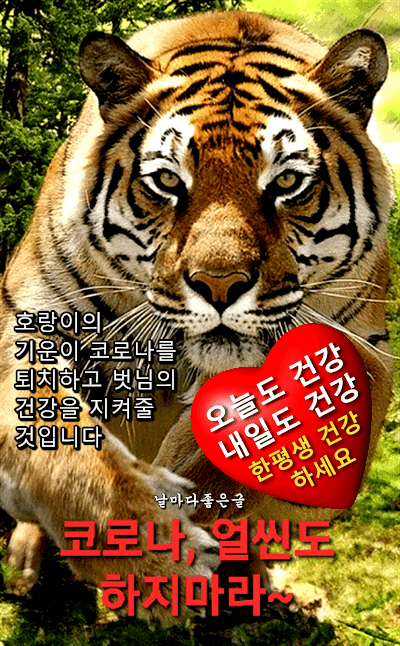 호랑이의
기운이 코로나를
퇴치하고 벗님의
건강을 지켜줄
것입니다
오늘도 건강
내일도 건강
한평생 건강
하세요
날마다좋은글
코로나, 얼씬도
하지마라~